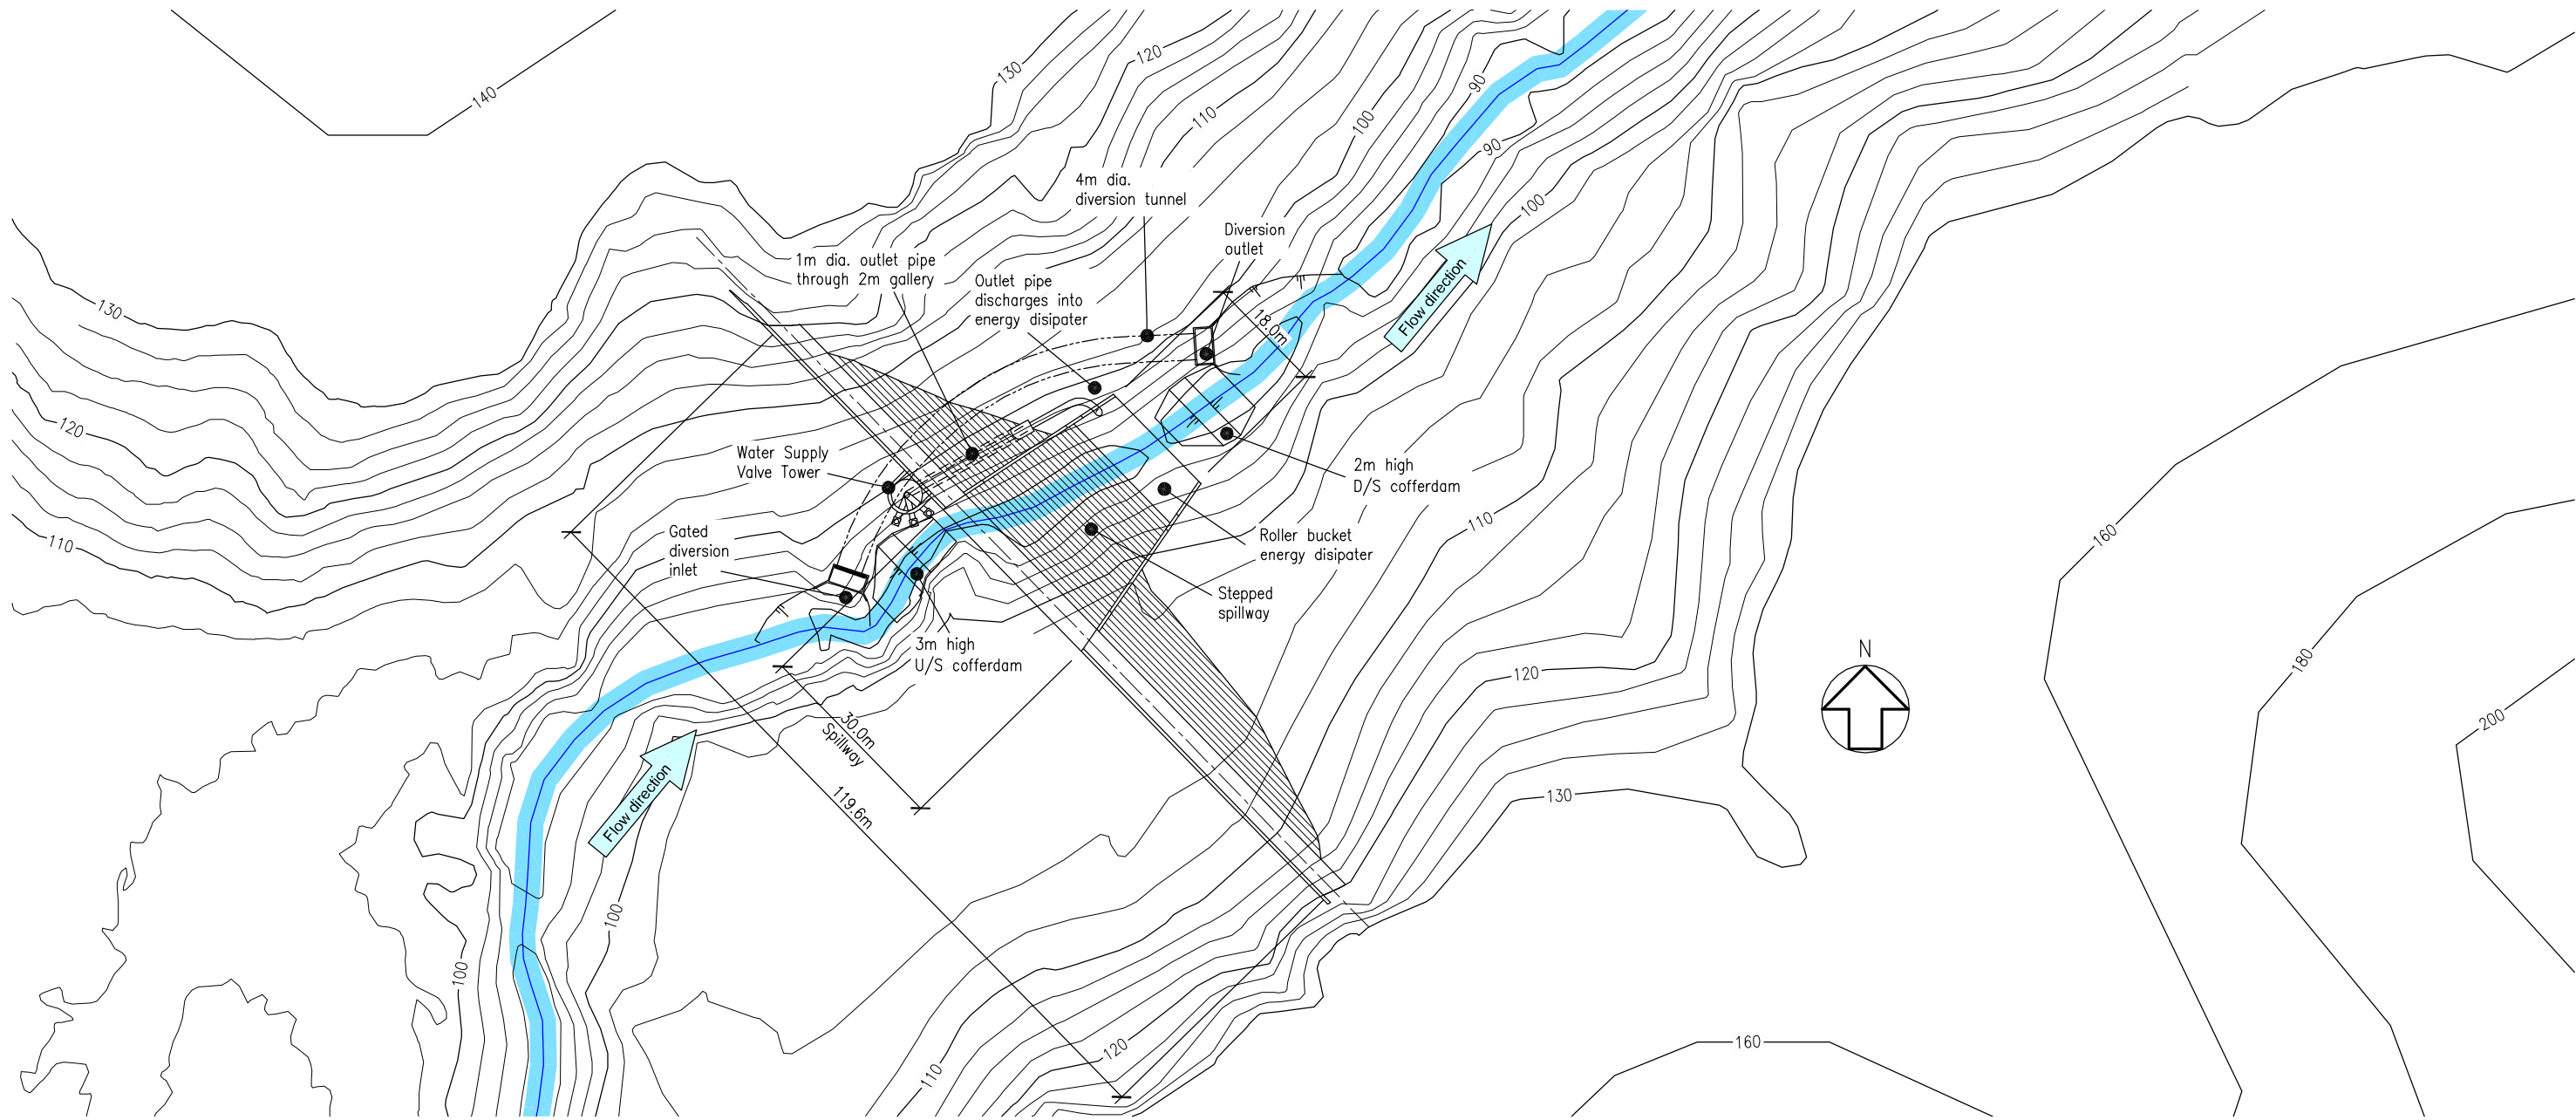 140
130
120
110
100
90
90
100
4m dia.
diversion tunnel
Diversion
outlet
1m dia. outlet pipe
through 2m gallery
Outlet pipe
discharges into
energy disipater
18.0m
Flow direction
130
120
110
Water Supply
Valve Tower
2m high
D/S cofferdam
Gated
diversion
inlet
Roller bucket
energy disipater
Stepped
spillway
3m high
U/S cofferdam
110
160
180
200
N
120
130
30.0m
Spillway
119.6m
Flow direction
100
100
110
120
160